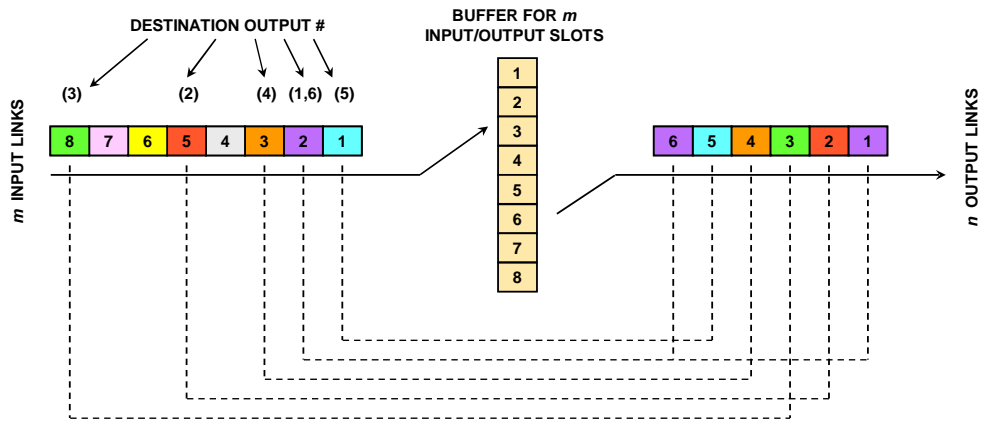 DESTINATION OUTPUT #
BUFFER FOR m
INPUT/OUTPUT SLOTS
(3) (2) (4) (1,6) (5)
m INPUT LINKS
8 7 6 5 4 3 2 1
1
2
3
4
5
6
7
8
6 5 4 3 2 1
n OUTPUT LINKS